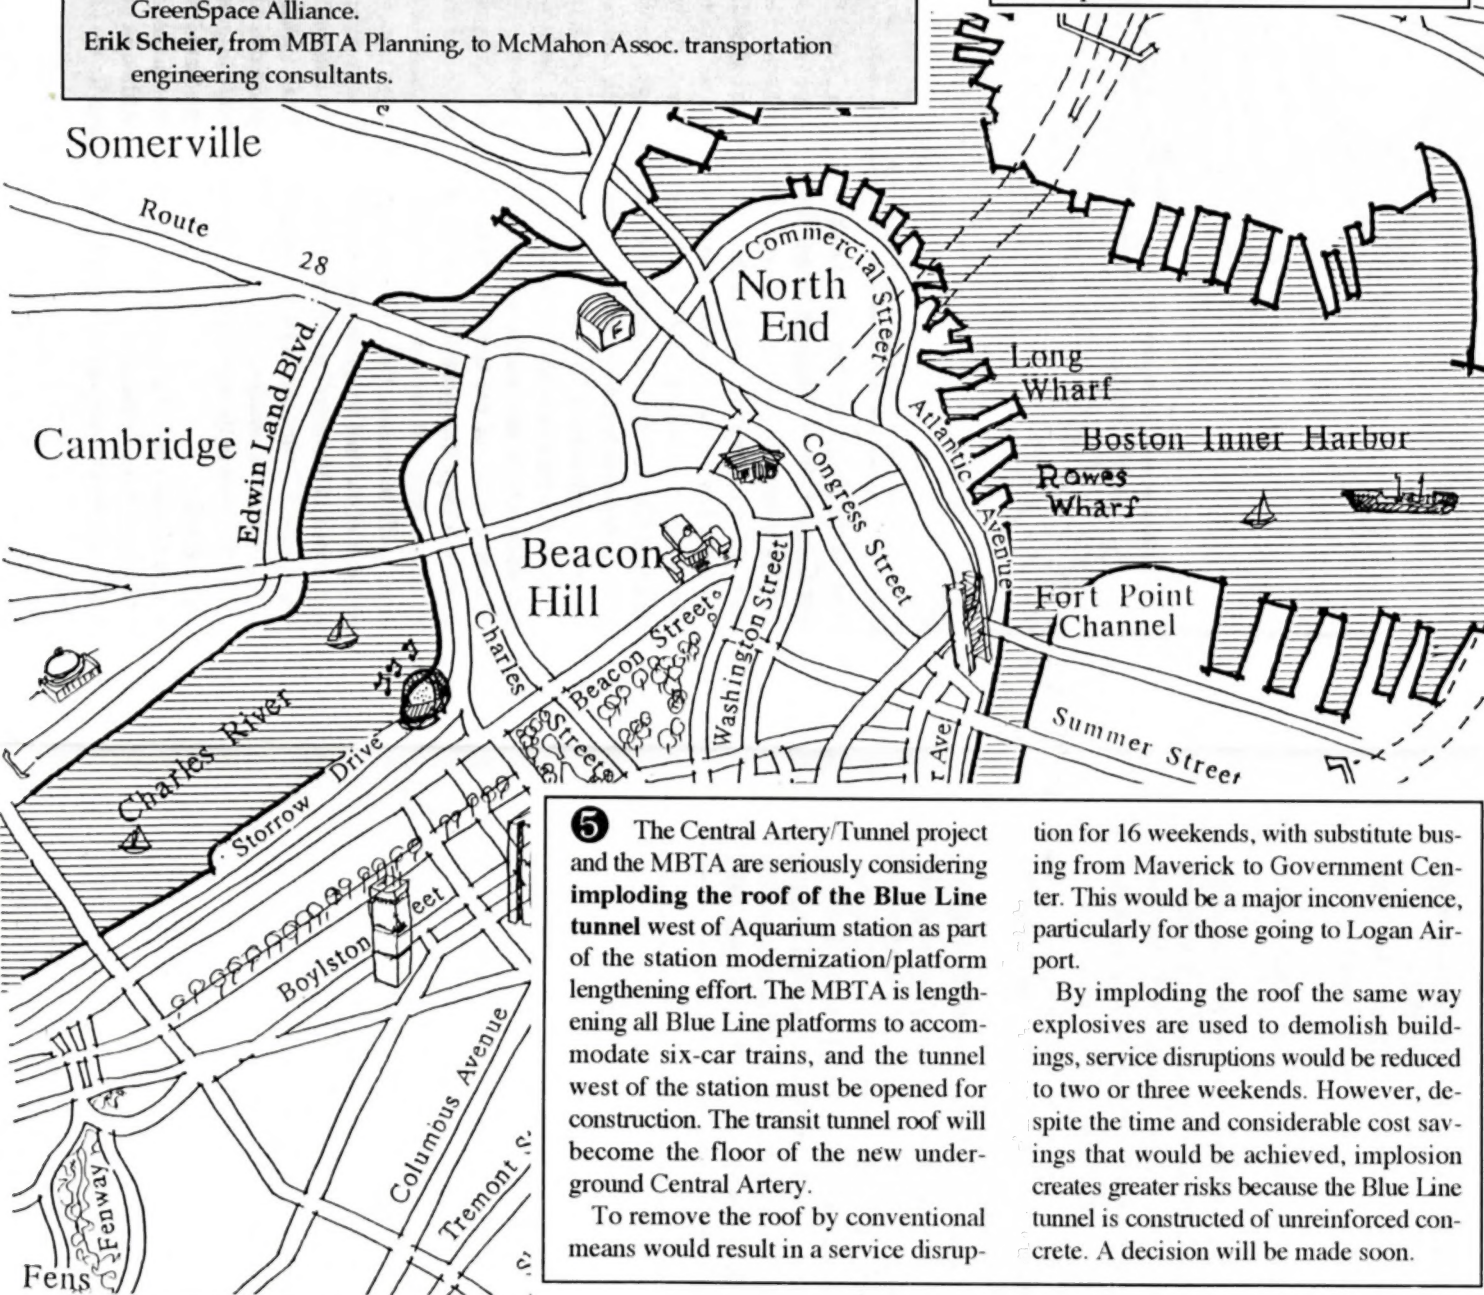 GreenSpace Alliance.
Erik Scheier, from MBTA Planning, to McMahon Assoc. transportation
engineering consultants.
Somerville
Route
28
Commercial Street
North
End
F
Edwin Land Blvd.
Cambridge
Long
Wharf
Boston Inner Harbor
Rowes
Wharf
Atlantic Avenue
Congress Street
Beacon
Hill
Fort Point
Channel
Charles
Street
Beacon Street
Washington Street
Summer Street
r Ave
Charles River
Storrow Drive
Boylston
eet
Columbus Avenue
Tremont S
Fenway
Fens
5 The Central Artery/Tunnel project
and the MBTA are seriously considering
imploding the roof of the Blue Line
tunnel west of Aquarium station as part
of the station modernization/platform
lengthening effort. The MBTA is length-
ening all Blue Line platforms to accom-
modate six-car trains, and the tunnel
west of the station must be opened for
construction. The transit tunnel roof will
become the floor of the new under-
ground Central Artery.
To remove the roof by conventional
means would result in a service disrup-
tion for 16 weekends, with substitute bus-
ing from Maverick to Government Cen-
ter. This would be a major inconvenience,
particularly for those going to Logan Air-
port.
By imploding the roof the same way
explosives are used to demolish build-
ings, service disruptions would be reduced
to two or three weekends. However, de-
spite the time and considerable cost sav-
ings that would be achieved, implosion
creates greater risks because the Blue Line
tunnel is constructed of unreinforced con-
crete. A decision will be made soon.